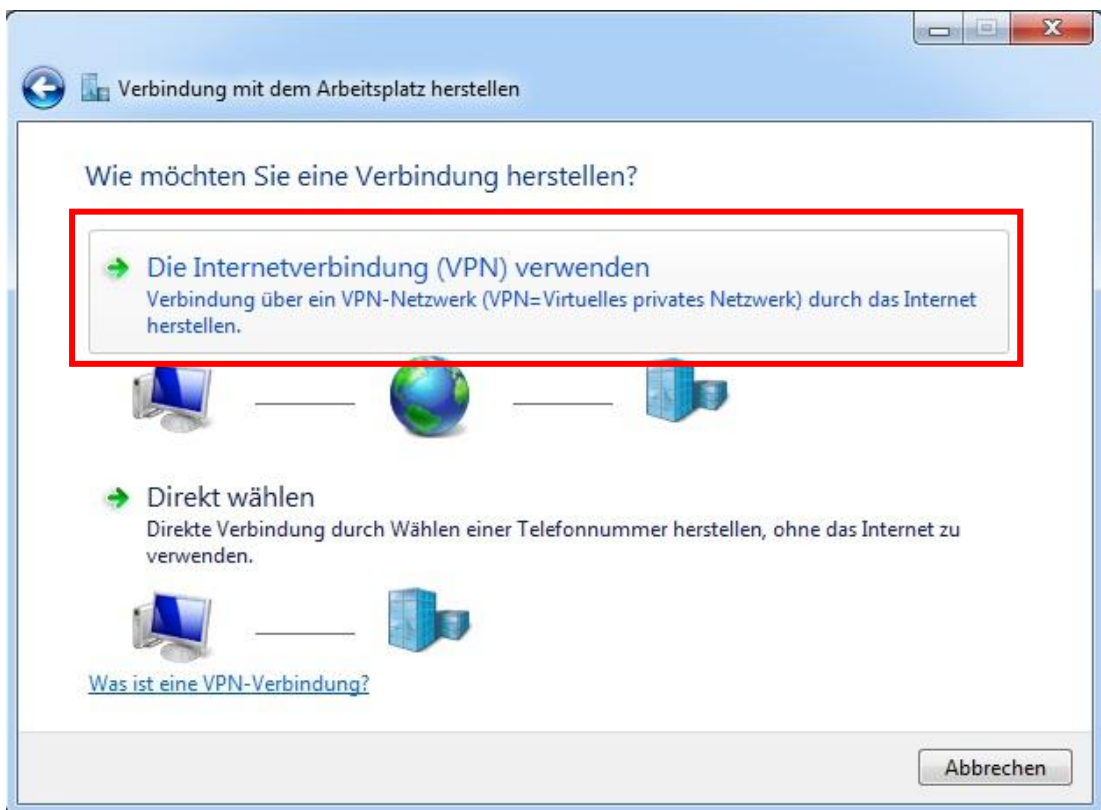 Verbindung mit dem Arbeitsplatz herstellen
Wie möchten Sie eine Verbindung herstellen?
Die Internetverbindung (VPN) verwenden
Verbindung über ein VPN-Netzwerk (VPN=Virtuelles privates Netzwerk) durch das Internet
herstellen.
Direkt wählen
Direkte Verbindung durch Wählen einer Telefonnummer herstellen, ohne das Internet zu
verwenden.
Was ist eine VPN-Verbindung?
Abbrechen